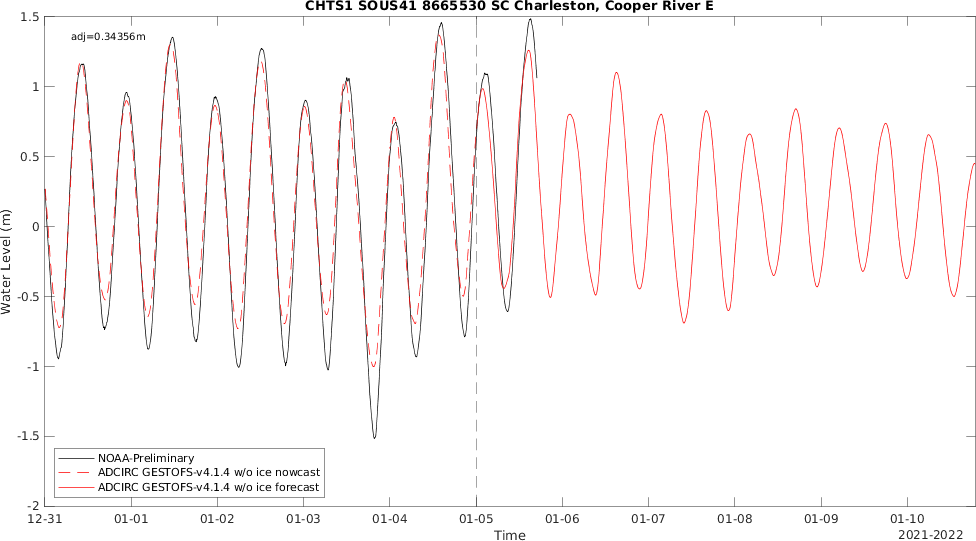 CHTS1 SOUS41 8665530 SC Charleston, Cooper River E
adj=0.34356m
1.5
1
0.5
0
-0.5
-1
-1.5
-2
Water Level (m)
NOAA-Preliminary
ADCIRC GESTOFS-v4.1.4 w/o ice nowcast
ADCIRC GESTOFS-v4.1.4 w/o ice forecast
12-31 01-01 01-02 01-03 01-04 01-05 01-06 01-07 01-08 01-09 01-10
Time
2021-2022